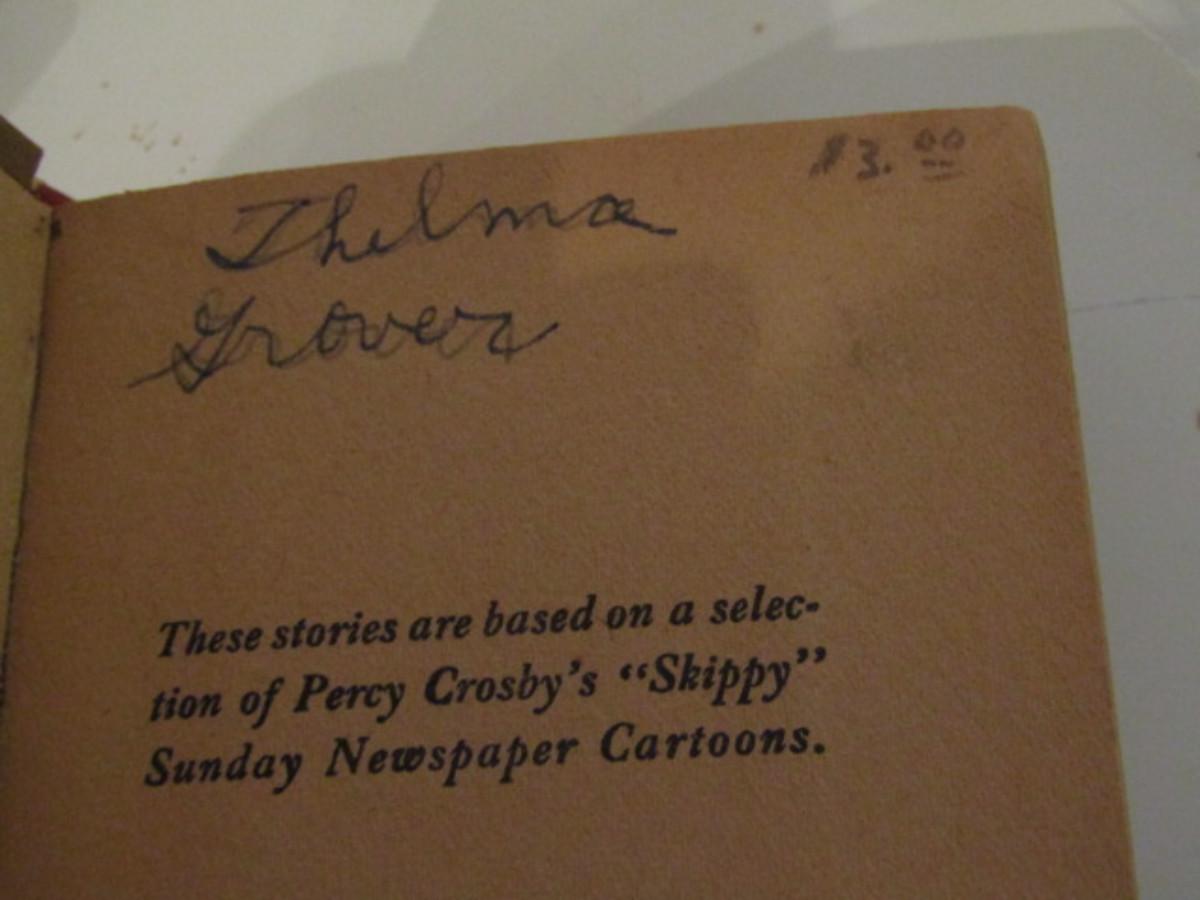 $3.00
Thelma
Grover
These stories are based on a selec-
tion of Percy Crosby's “Skippy”
Sunday Newspaper Cartoons.